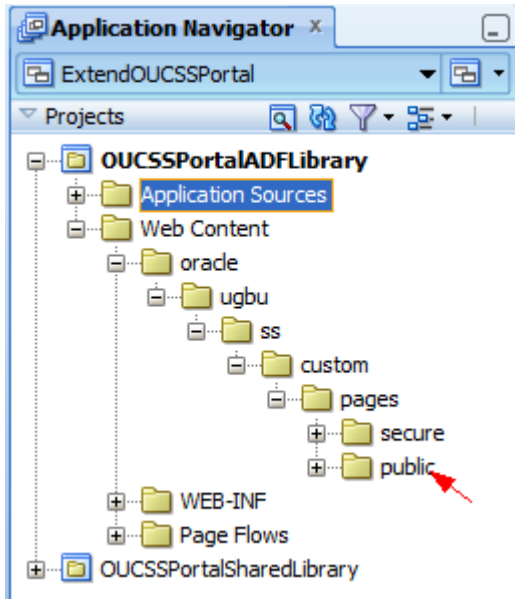 Application Navigator
ExtendOUCSSPortal
Projects
OUCSSPortalADFLibrary
Application Sources
Web Content
oracle
ugbu
ss
custom
pages
secure
public
WEB-INF
Page Flows
OUCSSPortalSharedLibrary